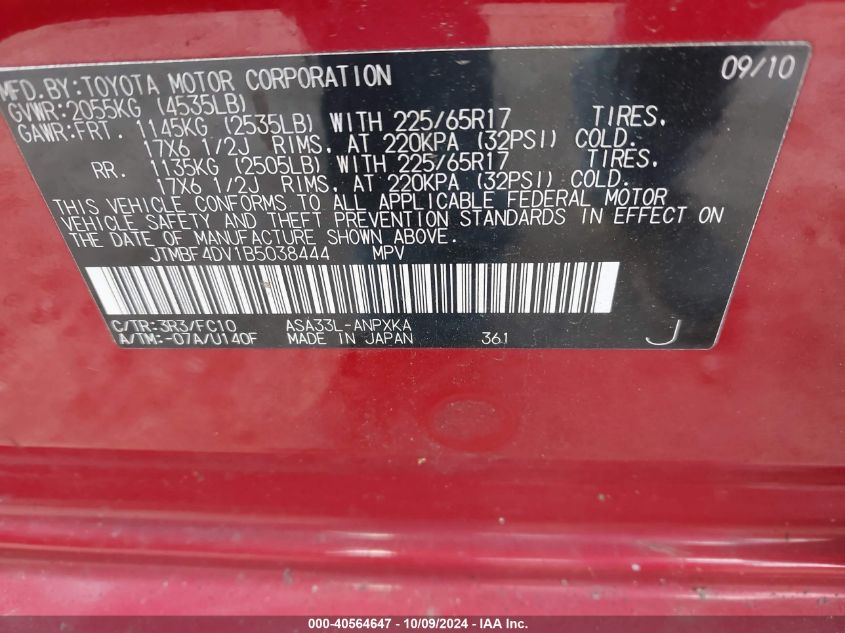 MFD.BY:TOYOTA MOTOR CORPORATION 09/10
GVWR:2055KG (4535LB)
GAWR:FRT. 1145KG (2535LB) WITH 225/65R17 TIRES,
17X6 1/2J RIMS, AT 220KPA (32PSI) COLD.
RR. 1135KG (2505LB) WITH 225/65R17 TIRES,
17X6 1/2J RIMS, AT 220KPA (32PSI) COLD.
THIS VEHICLE CONFORMS TO ALL APPLICABLE FEDERAL MOTOR
VEHICLE SAFETY AND THEFT PREVENTION STANDARDS IN EFFECT ON
THE DATE OF MANUFACTURE SHOWN ABOVE.
JTMBF4DV1B5038444 MPV
C/TR:3R3/FC10 ASA33L-ANPXKA
A/TM:-07A/U140F MADE IN JAPAN 361 J
000-40564647 - 10/09/2024 - IAA Inc.